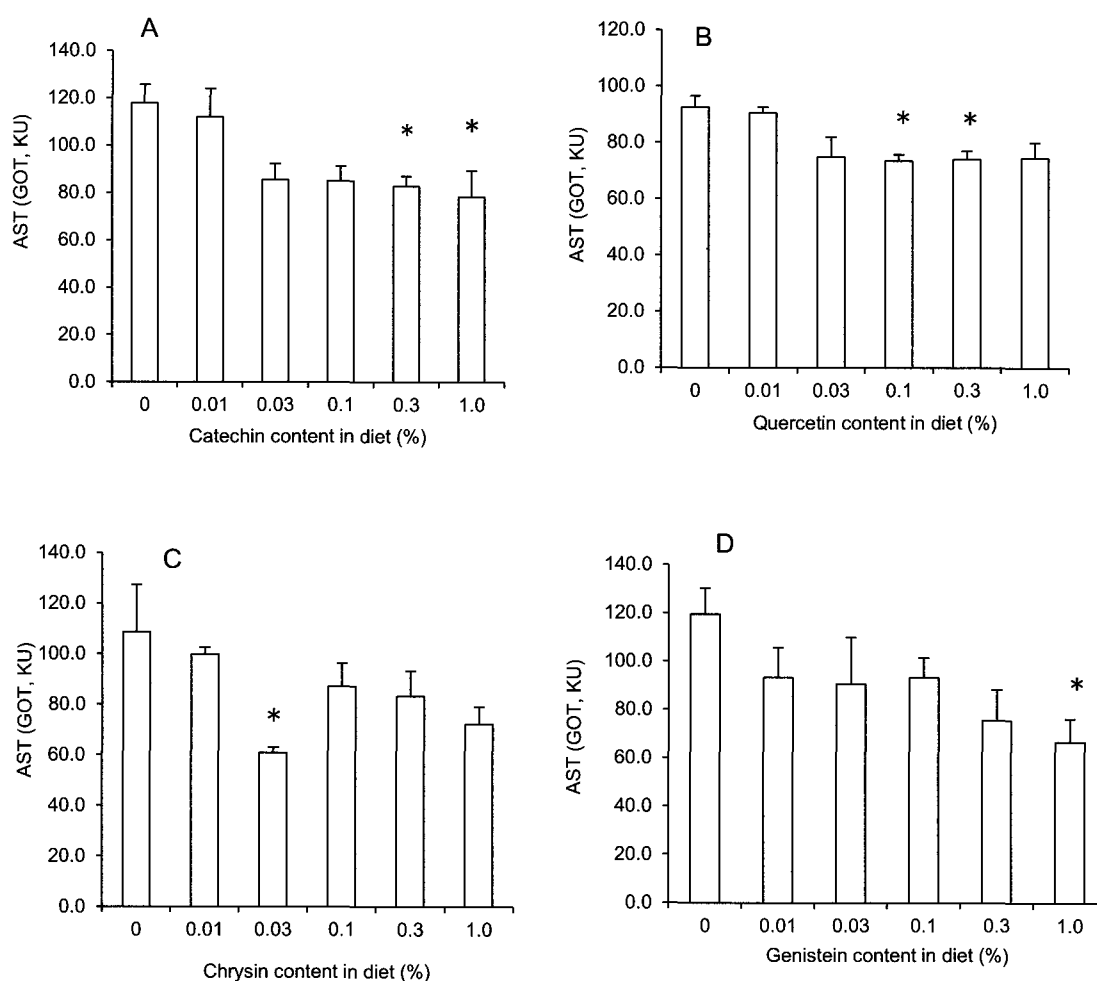 A
140.0
120.0
100.0
80.0
60.0
40.0
20.0
0.0
AST (GOT, KU)
*
*
0 0.01 0.03 0.1 0.3 1.0
Catechin content in diet (%)
B
120.0
100.0
80.0
60.0
40.0
20.0
0.0
AST (GOT, KU)
*
*
0 0.01 0.03 0.1 0.3 1.0
Quercetin content in diet (%)
C
140.0
120.0
100.0
80.0
60.0
40.0
20.0
0.0
AST (GOT, KU)
*
0 0.01 0.03 0.1 0.3 1.0
Chrysin content in diet (%)
D
140.0
120.0
100.0
80.0
60.0
40.0
20.0
0.0
AST (GOT, KU)
*
0 0.01 0.03 0.1 0.3 1.0
Genistein content in diet (%)